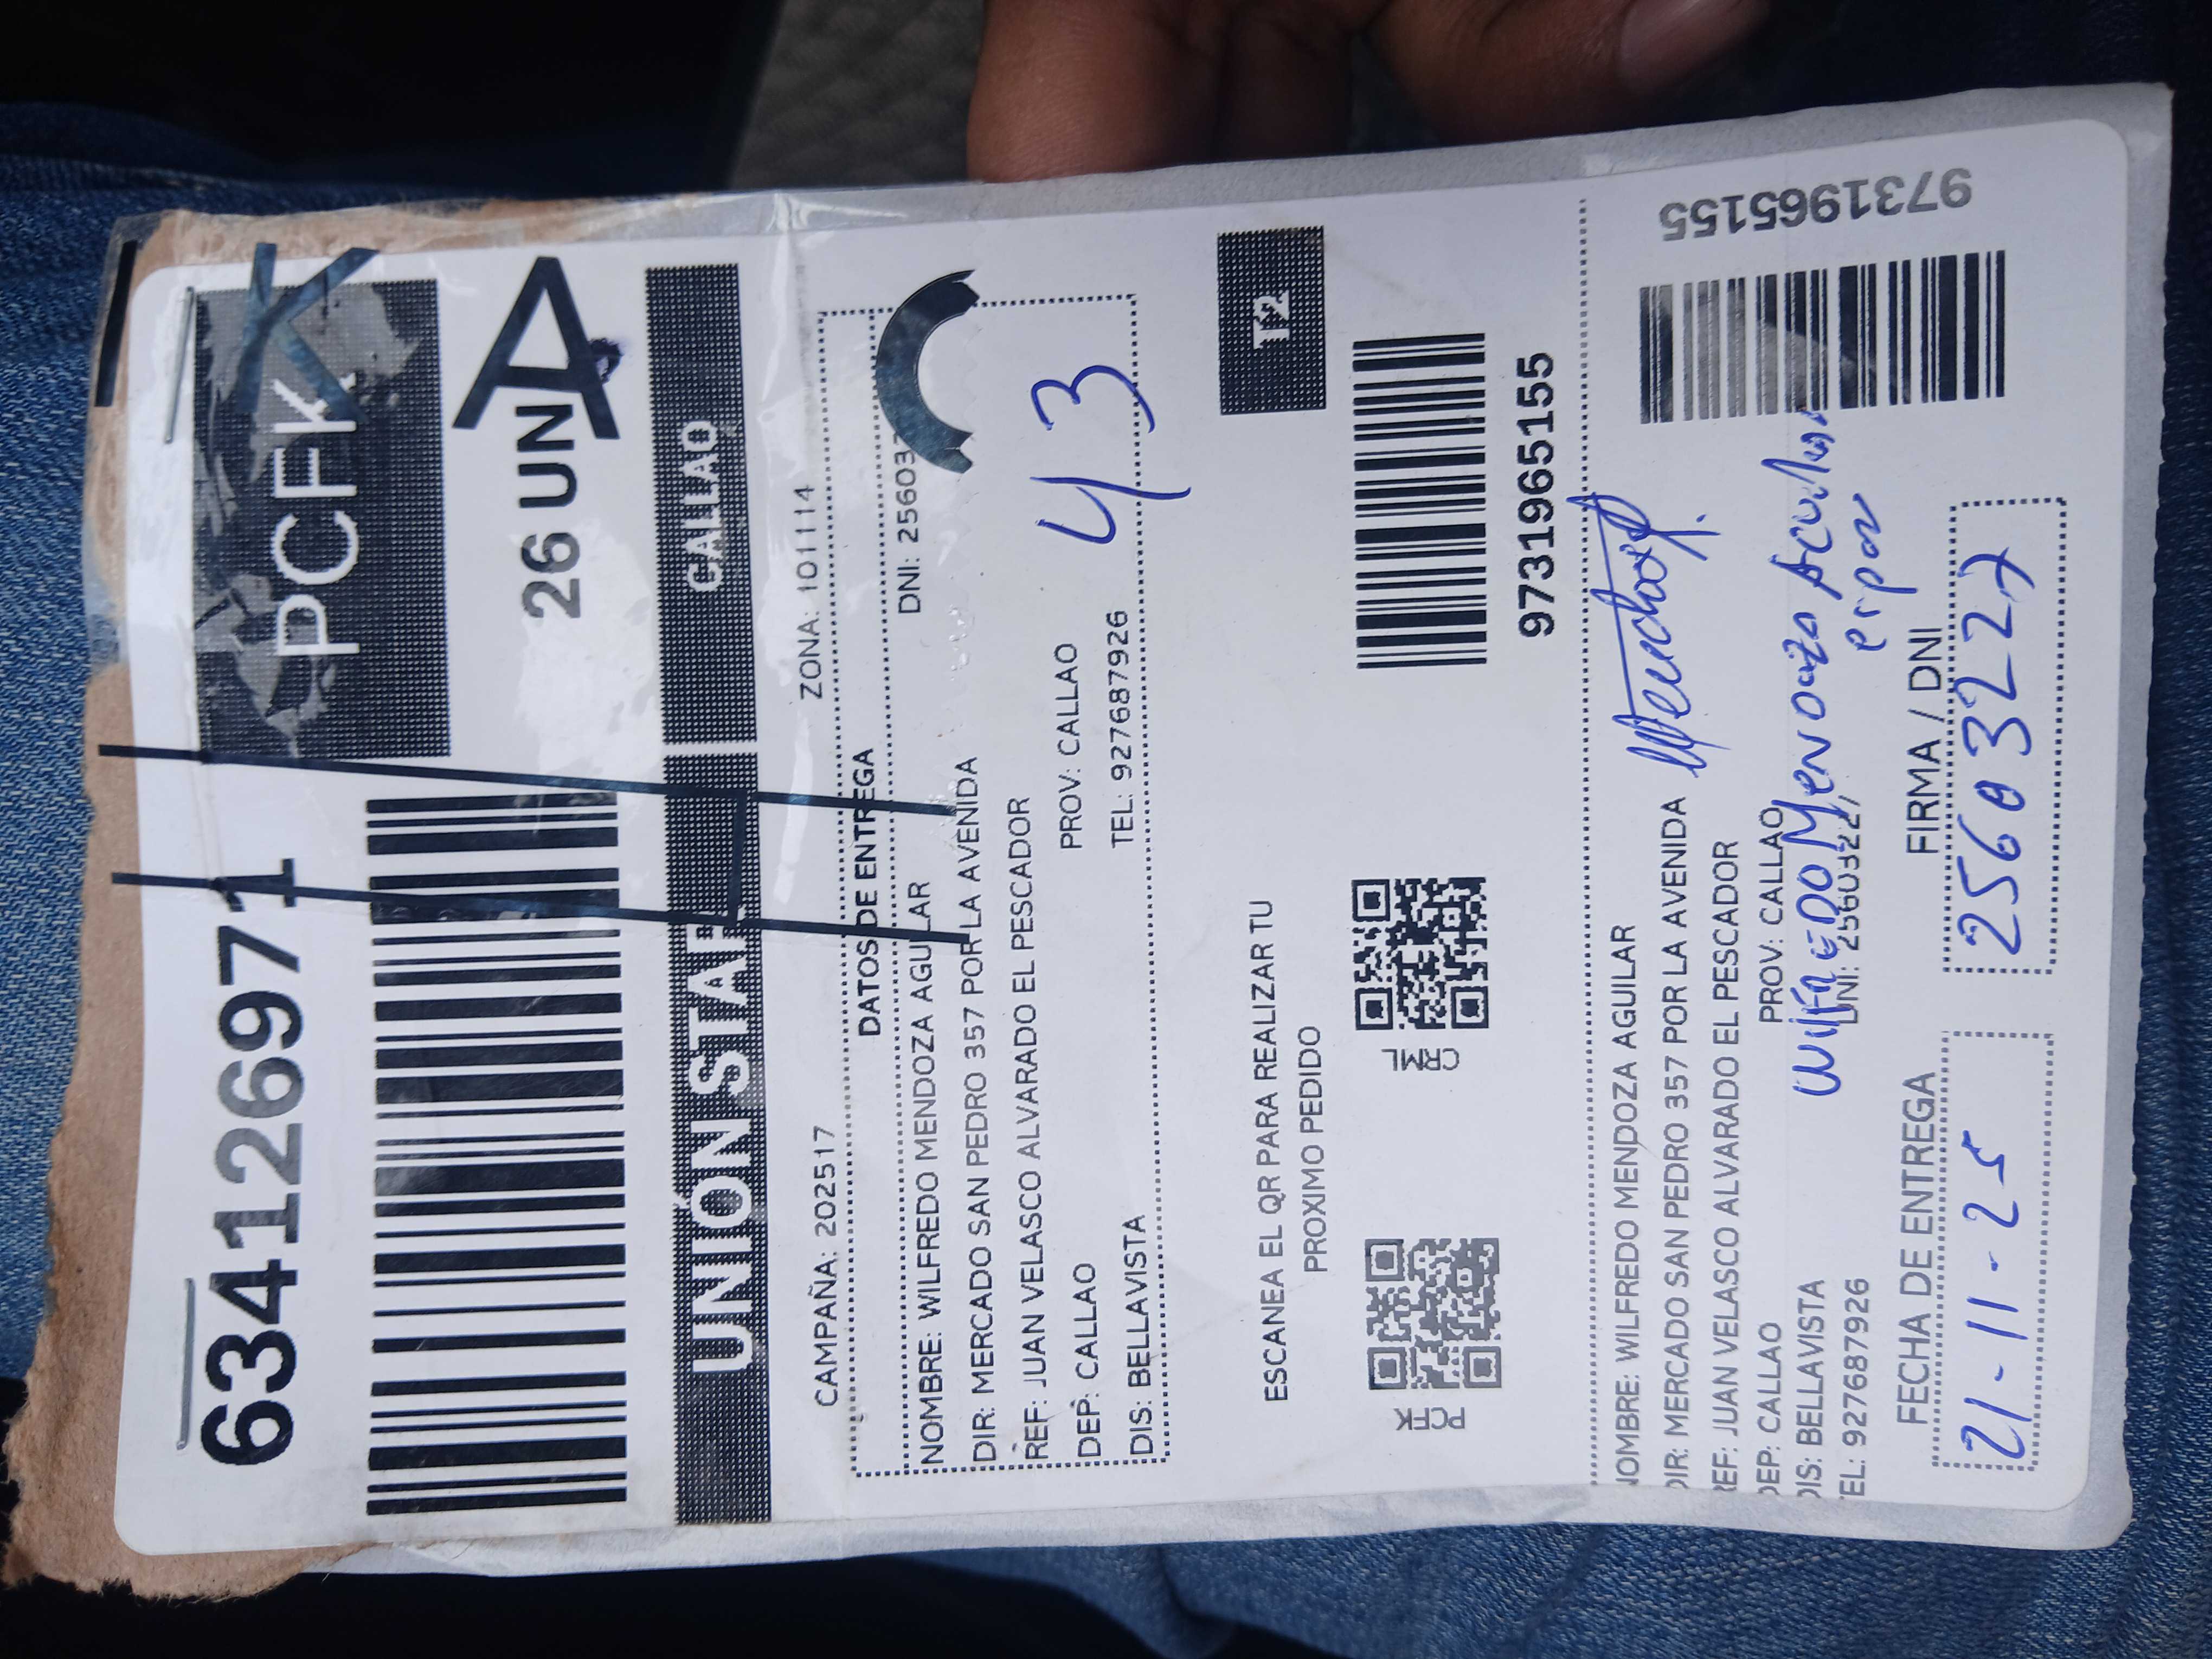 634126971
PCFK
K
26 UN
A
UNIÓNSTAR
CALLAO
CAMPAÑA: 202517
ZONA: 101114
DATOS DE ENTREGA
NOMBRE: WILFREDO MENDOZA AGUILAR
DNI: 25603
DIR: MERCADO SAN PEDRO 357 POR LA AVENIDA
REF: JUAN VELASCO ALVARADO EL PESCADOR
DEP: CALLAO
PROV: CALLAO
DIS: BELLAVISTA
TEL: 927687926
43
ESCANEA EL QR PARA REALIZAR TU
PROXIMO PEDIDO
T2
PCFK
CRML
9731965155
NOMBRE: WILFREDO MENDOZA AGUILAR
DIR: MERCADO SAN PEDRO 357 POR LA AVENIDA
REF: JUAN VELASCO ALVARADO EL PESCADOR
DEP: CALLAO
PROV: CALLAO
DIS: BELLAVISTA
DNI: 25603227
TEL: 927687926
Mendoza
9731965155
FECHA DE ENTREGA
FIRMA / DNI
21-11-25
25603227